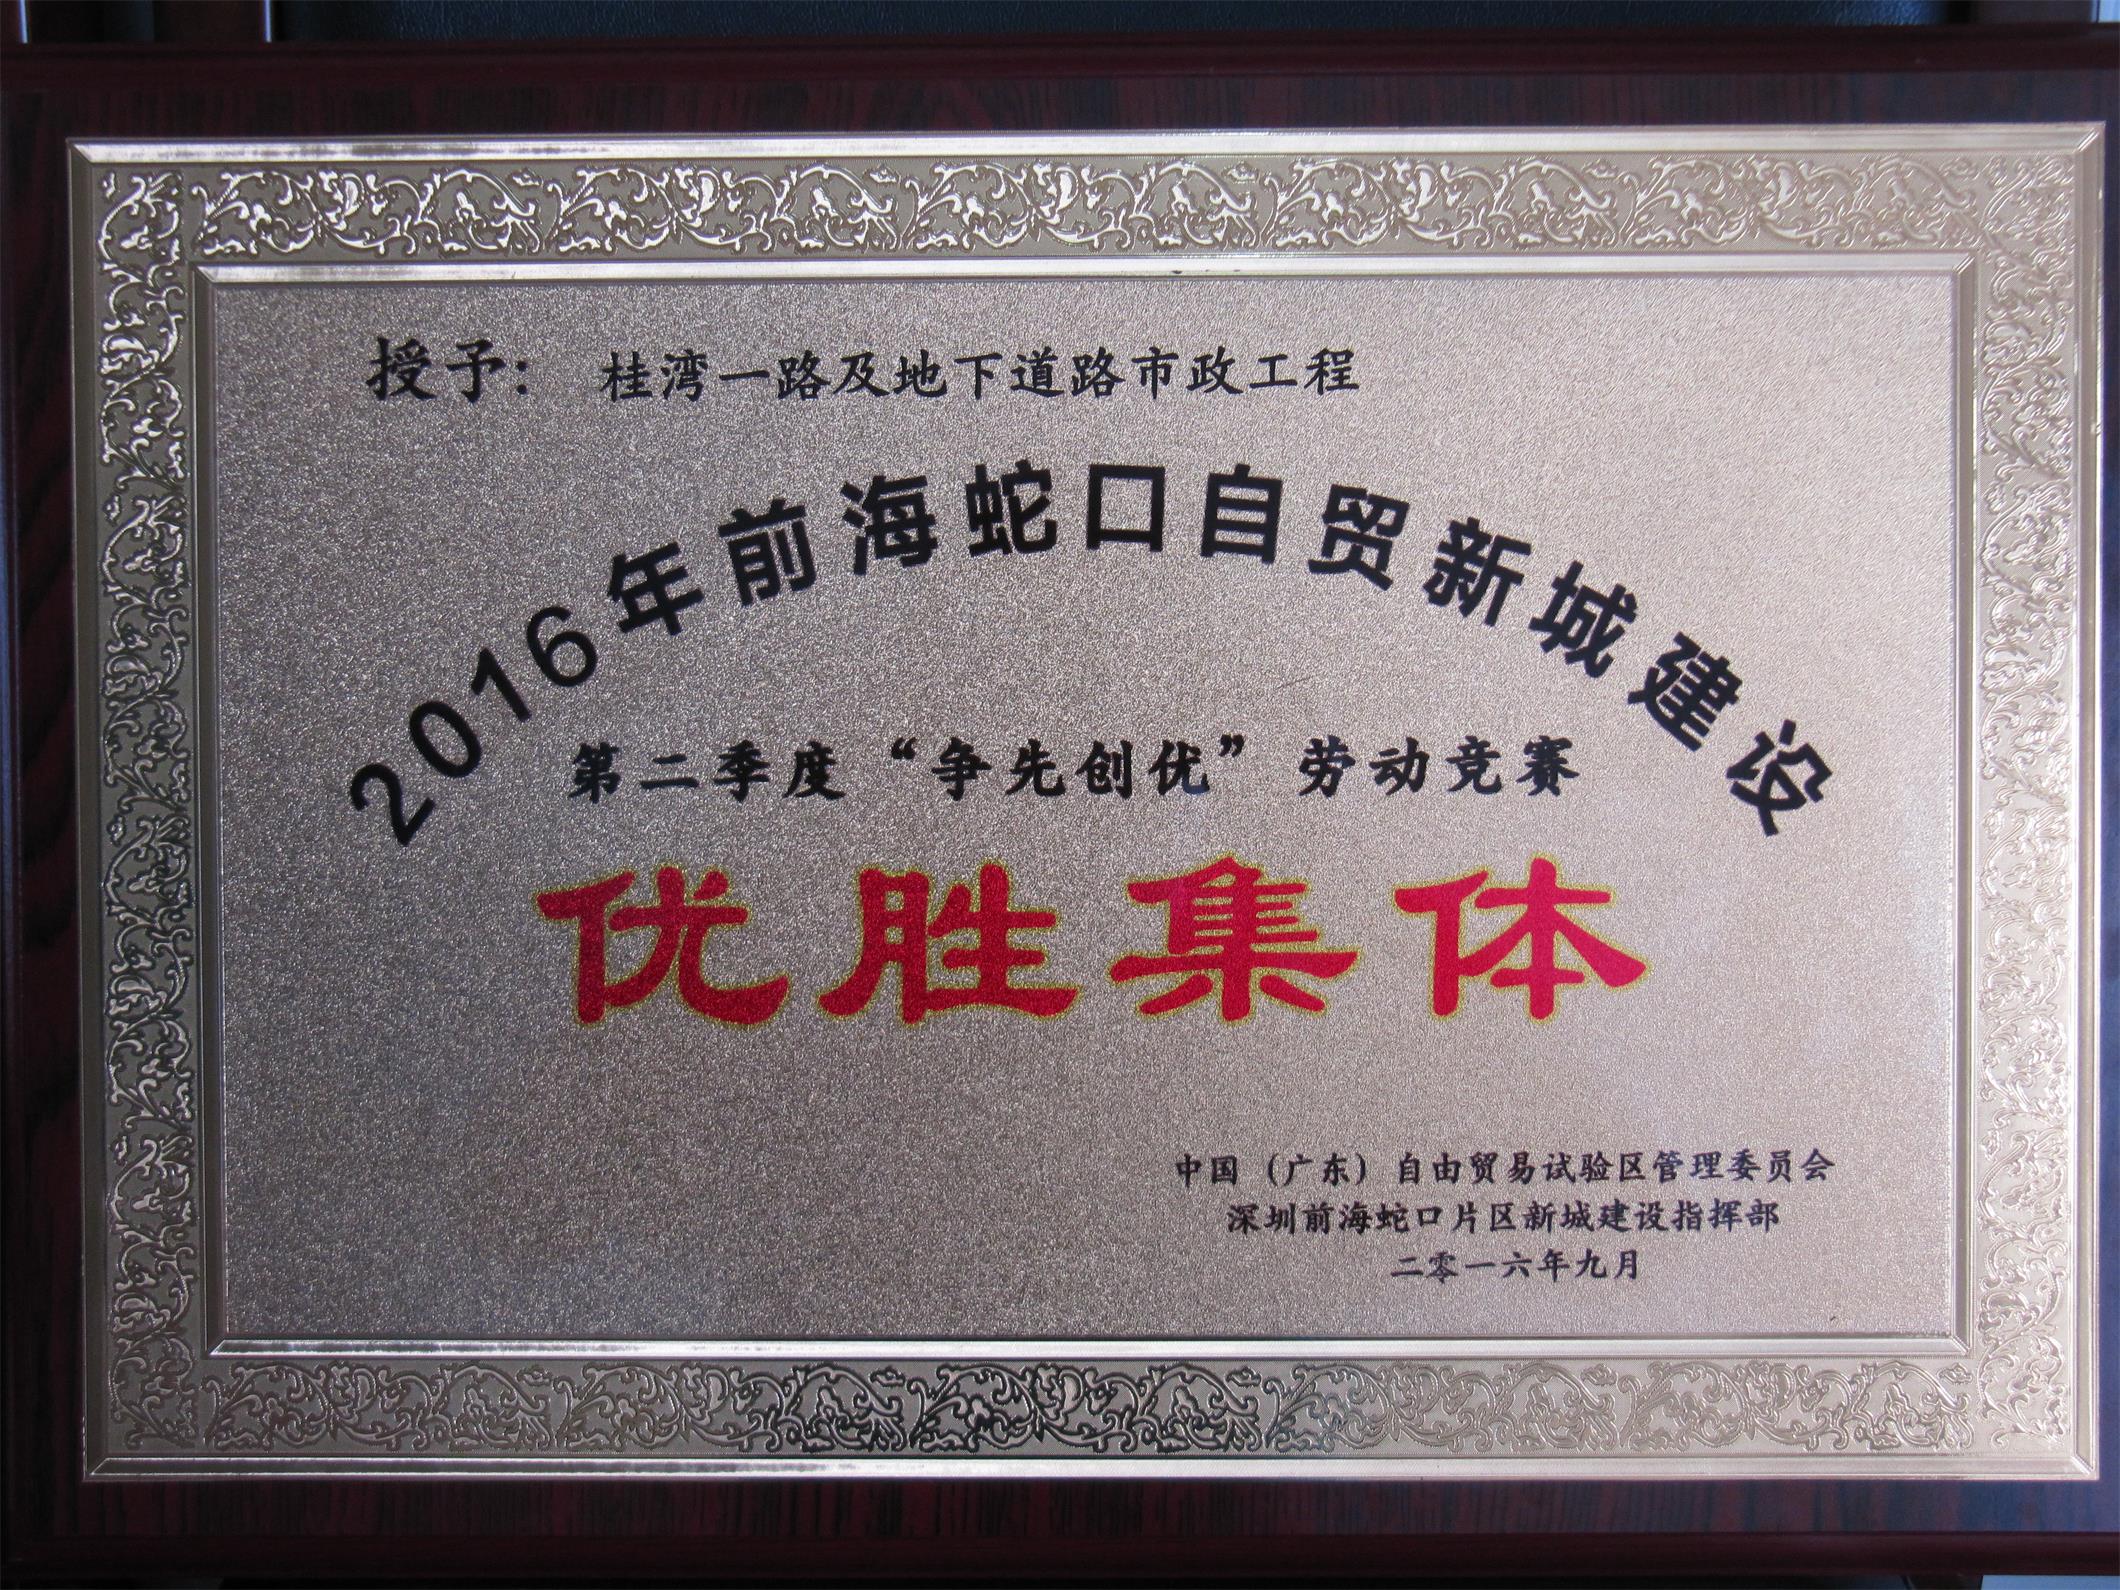 授予: 桂湾一路及地下道路市政工程
2016年前海蛇口自贸新城建设
第二季度“争先创优”劳动竞赛
优胜集体
中国（广东）自由贸易试验区管理委员会
深圳前海蛇口片区新城建设指挥部
二零一六年九月